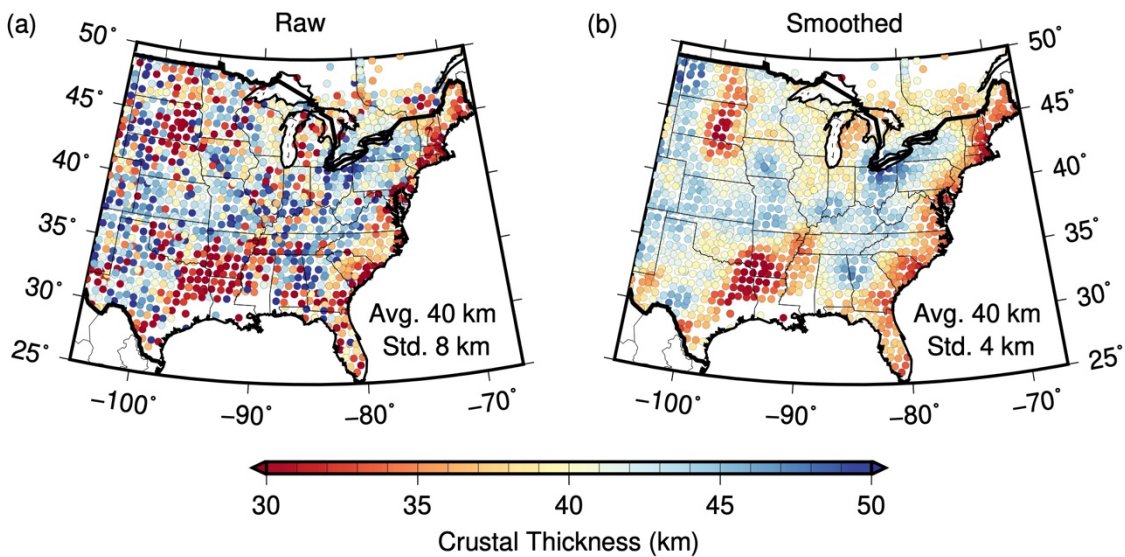 (a) Raw
(b) Smoothed
50˚
45˚
40˚
35˚
30˚
25˚
−100˚
−90˚
−80˚
−70˚
Avg. 40 km
Std. 8 km
50˚
45˚
40˚
35˚
30˚
25˚
−100˚
−90˚
−80˚
−70˚
Avg. 40 km
Std. 4 km
30 35 40 45 50
Crustal Thickness (km)